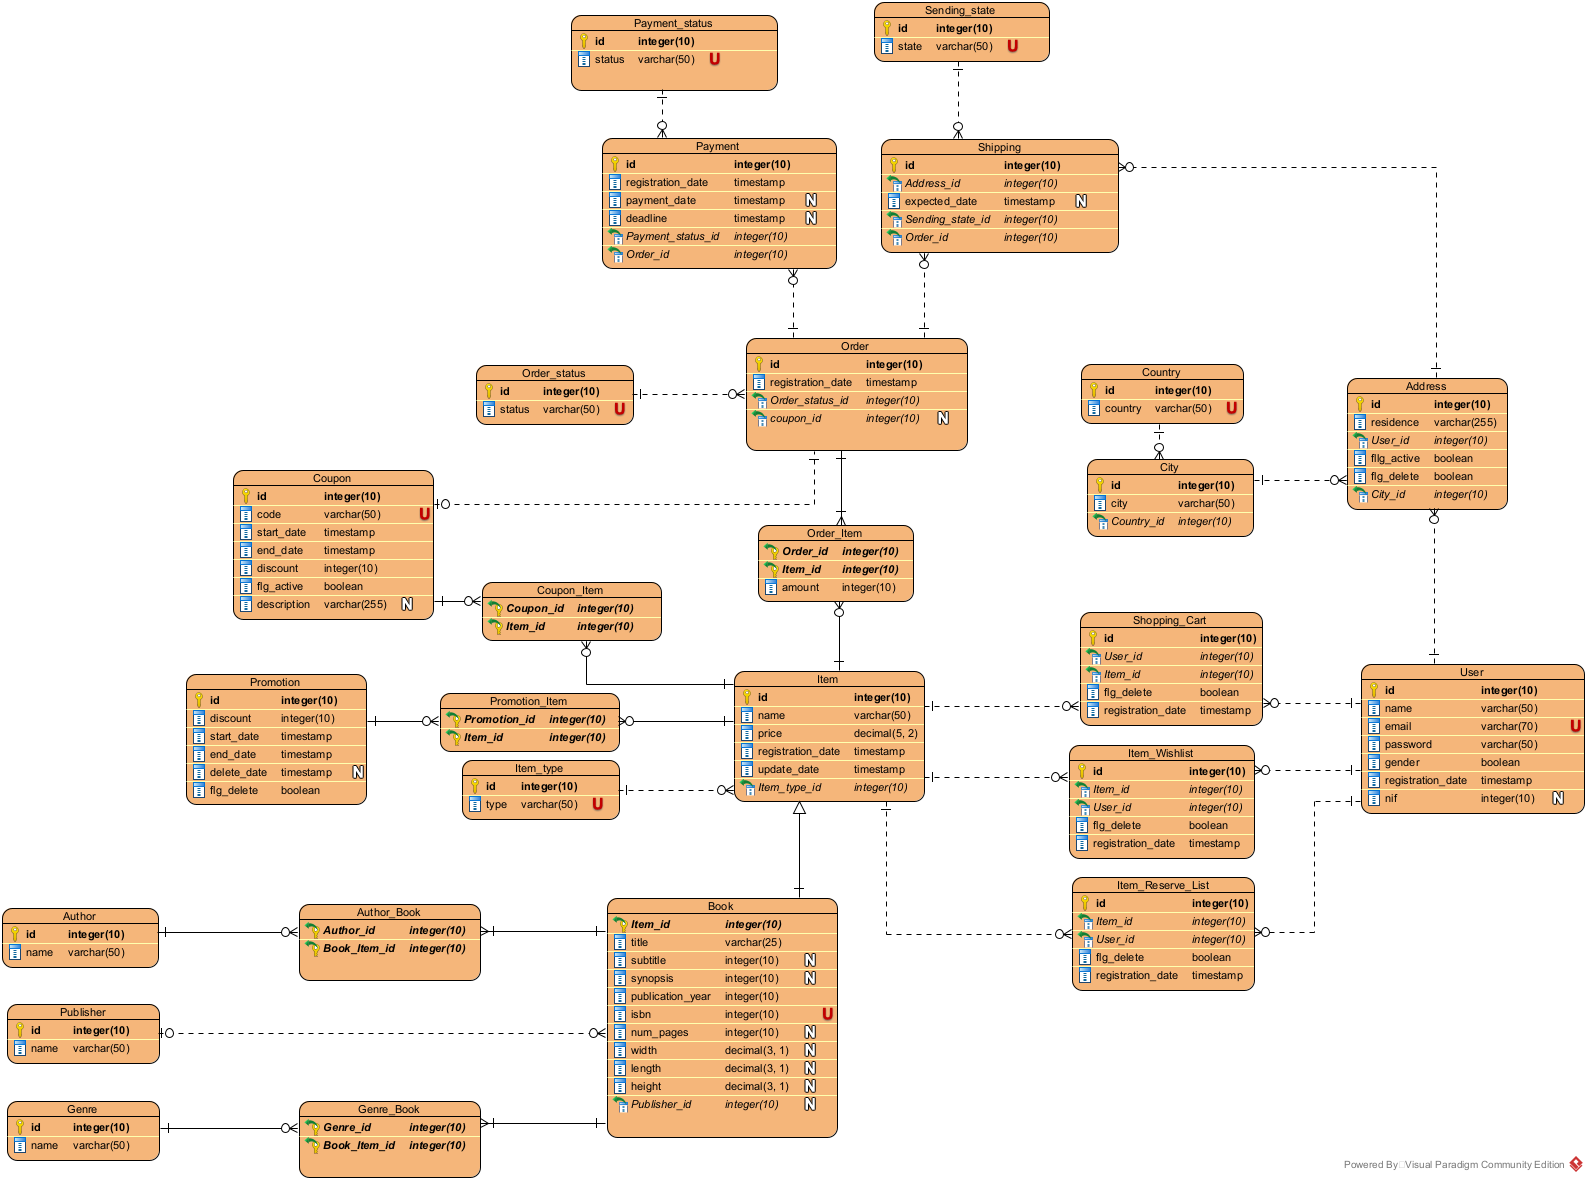 Payment_status
id integer(10)
status varchar(50) U
Sending_state
id integer(10)
state varchar(50) U
Payment
id integer(10)
registration_date timestamp
payment_date timestamp N
deadline timestamp N
Payment_status_id integer(10)
Order_id integer(10)
Shipping
id integer(10)
Address_id integer(10)
expected_date timestamp N
Sending_state_id integer(10)
Order_id integer(10)
Order
id integer(10)
registration_date timestamp
Order_status_id integer(10)
coupon_id integer(10) N
Order_status
id integer(10)
status varchar(50) U
Country
id integer(10)
country varchar(50) U
Address
id integer(10)
residence varchar(255)
User_id integer(10)
fllg_active boolean
flg_delete boolean
City_id integer(10)
City
id integer(10)
city varchar(50)
Country_id integer(10)
Coupon
id integer(10)
code varchar(50) U
start_date timestamp
end_date timestamp
discount integer(10)
flg_active boolean
description varchar(255) N
Order_Item
Order_id integer(10)
Item_id integer(10)
amount integer(10)
Coupon_Item
Coupon_id integer(10)
Item_id integer(10)
Shopping_Cart
id integer(10)
User_id integer(10)
Item_id integer(10)
flg_delete boolean
registration_date timestamp
User
id integer(10)
name varchar(50)
email varchar(70) U
password varchar(50)
gender boolean
registration_date timestamp
nif integer(10) N
Promotion
id integer(10)
discount integer(10)
start_date timestamp
end_date timestamp
delete_date timestamp N
flg_delete boolean
Promotion_Item
Promotion_id integer(10)
Item_id integer(10)
Item
id integer(10)
name varchar(50)
price decimal(5, 2)
registration_date timestamp
update_date timestamp
Item_type_id integer(10)
Item_type
id integer(10)
type varchar(50) U
Item_Wishlist
id integer(10)
Item_id integer(10)
User_id integer(10)
flg_delete boolean
registration_date timestamp
Item_Reserve_List
id integer(10)
Item_id integer(10)
User_id integer(10)
flg_delete boolean
registration_date timestamp
Author
id integer(10)
name varchar(50)
Author_Book
Author_id integer(10)
Book_Item_id integer(10)
Book
Item_id integer(10)
title varchar(25)
subtitle integer(10) N
synopsis integer(10) N
publication_year integer(10)
isbn integer(10) U
num_pages integer(10) N
width decimal(3, 1) N
length decimal(3, 1) N
height decimal(3, 1) N
Publisher_id integer(10) N
Publisher
id integer(10)
name varchar(50)
Genre
id integer(10)
name varchar(50)
Genre_Book
Genre_id integer(10)
Book_Item_id integer(10)
Powered By Visual Paradigm Community Edition